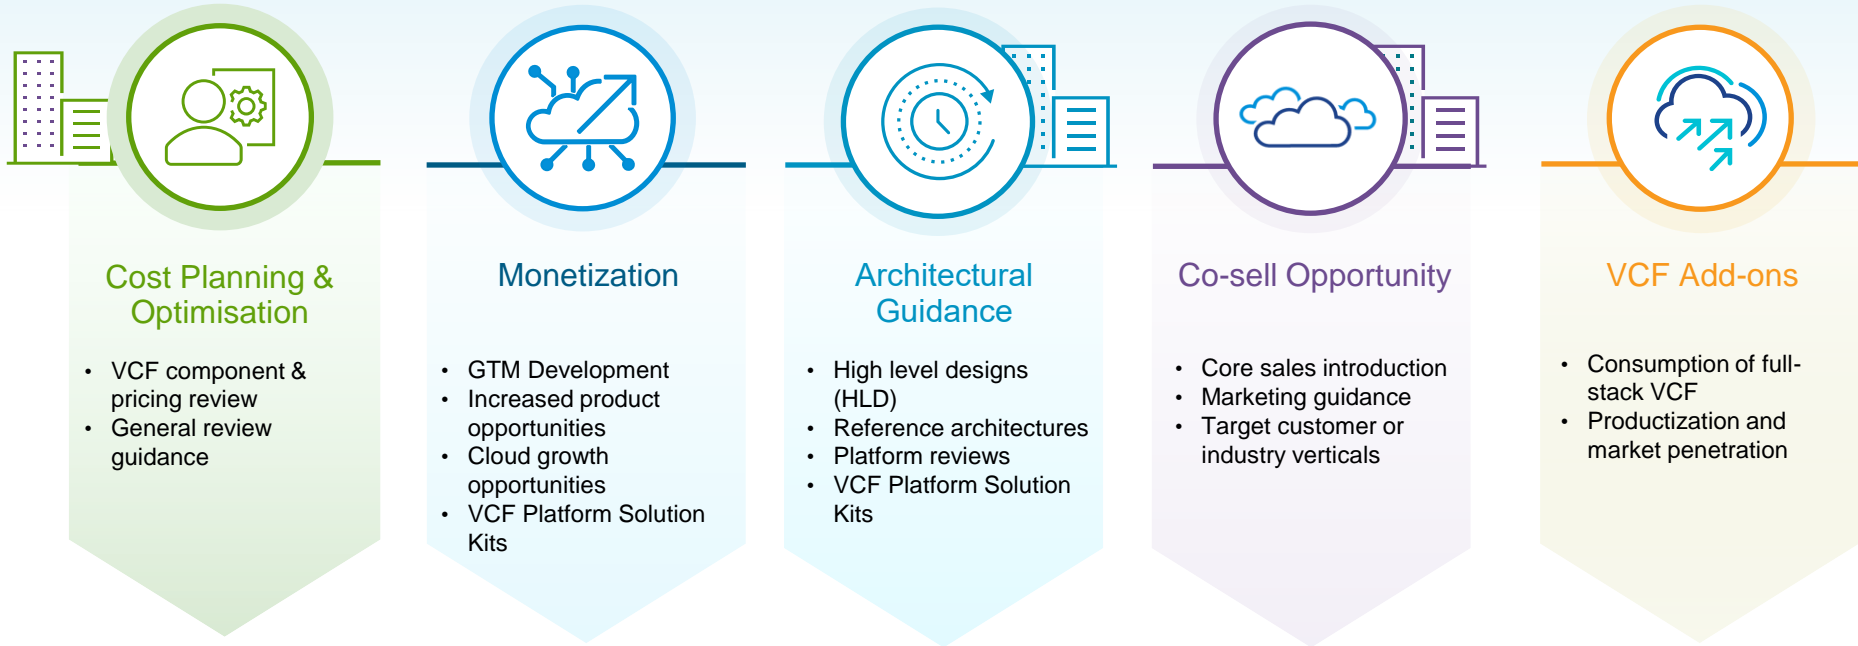 Cost Planning &
Optimisation
• VCF component &
pricing review
• General review
guidance
Monetization
• GTM Development
• Increased product
opportunities
• Cloud growth
opportunities
• VCF Platform Solution
Kits
Architectural
Guidance
• High level designs
(HLD)
• Reference architectures
• Platform reviews
• VCF Platform Solution
Kits
Co-sell Opportunity
• Core sales introduction
• Marketing guidance
• Target customer or
industry verticals
VCF Add-ons
• Consumption of full-
stack VCF
• Productization and
market penetration